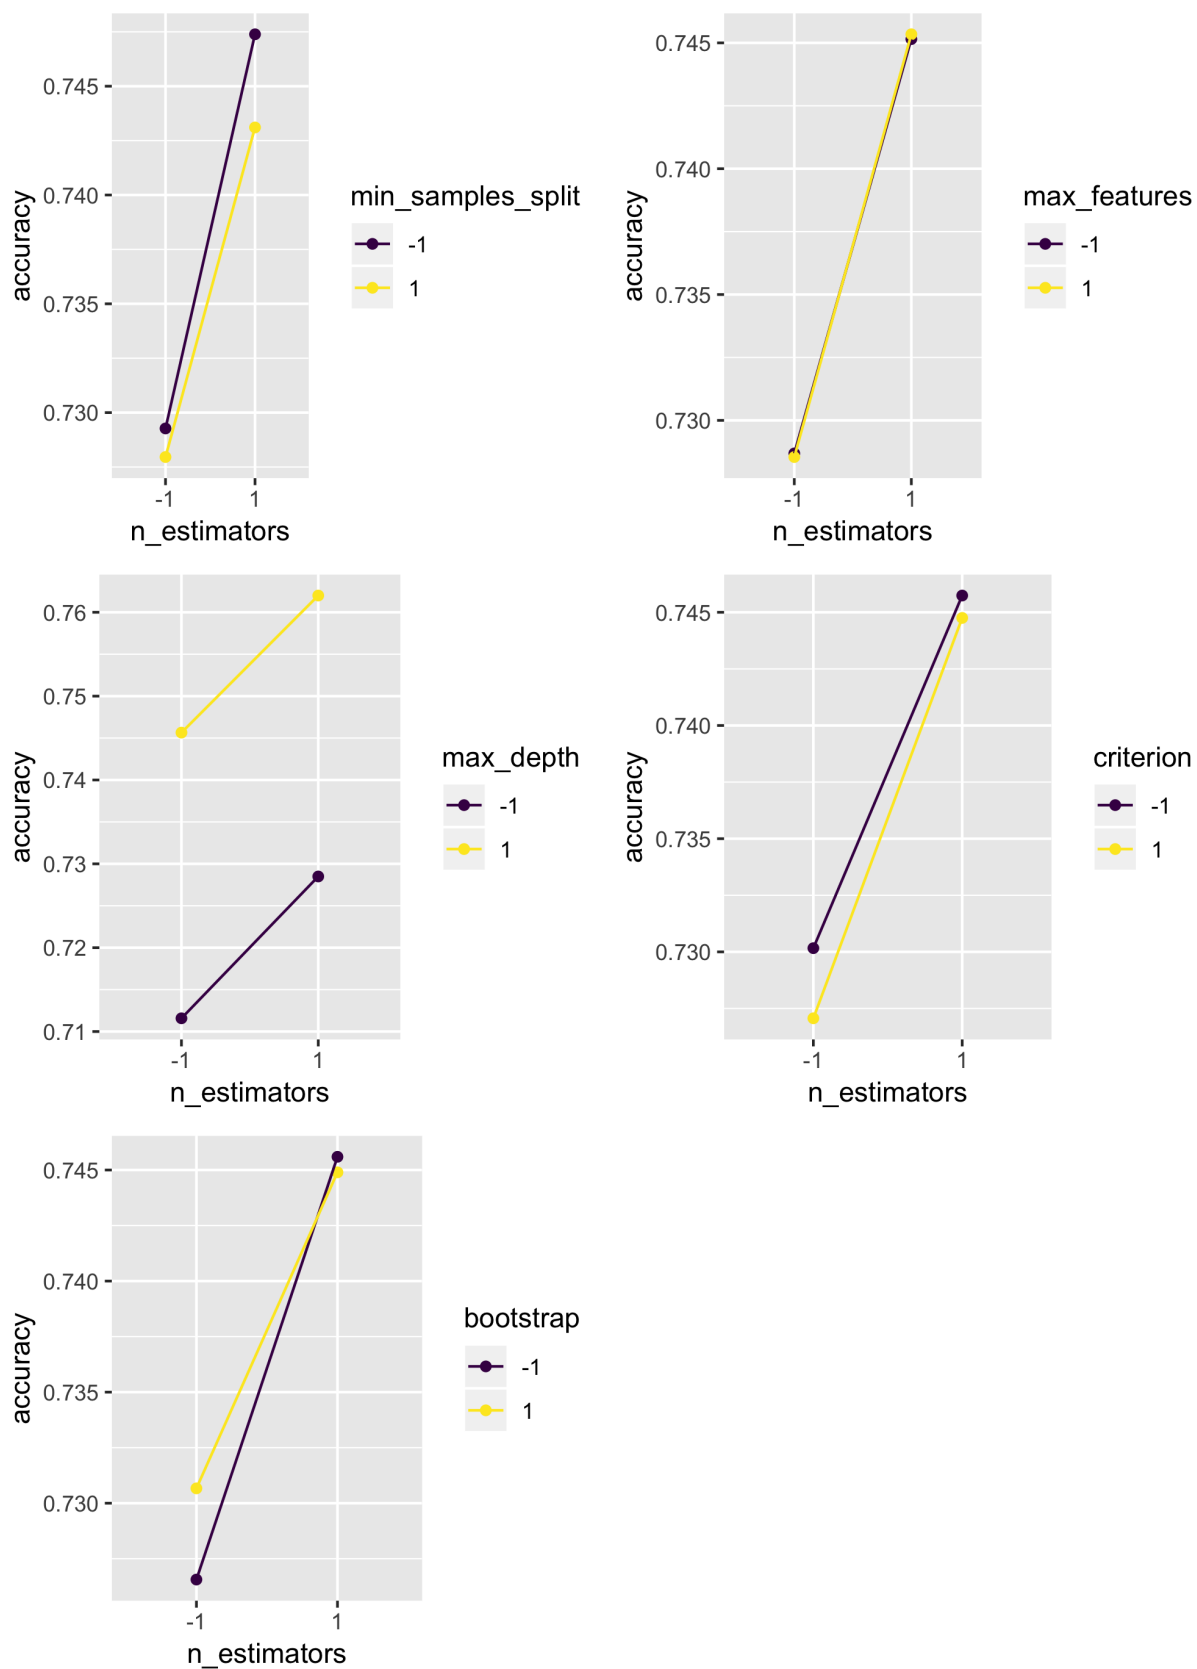 0.745
0.740
0.735
0.730
accuracy
-1 1
n_estimators
min_samples_split
-1
1
0.745
0.740
0.735
0.730
accuracy
-1 1
n_estimators
max_features
-1
1
0.76
0.75
0.74
0.73
0.72
0.71
accuracy
-1 1
n_estimators
max_depth
-1
1
0.745
0.740
0.735
0.730
accuracy
-1 1
n_estimators
criterion
-1
1
0.745
0.740
0.735
0.730
accuracy
-1 1
n_estimators
bootstrap
-1
1